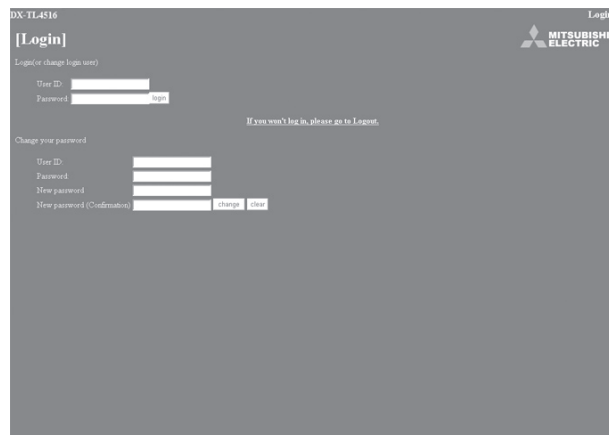 DX-TL4516 Login
[Login]
MITSUBISHI
ELECTRIC
Login(or change login user)
User ID:
Password: login
If you won't log in, please go to Logout.
Change your password
User ID:
Password:
New password
New password (Confirmation) change clear